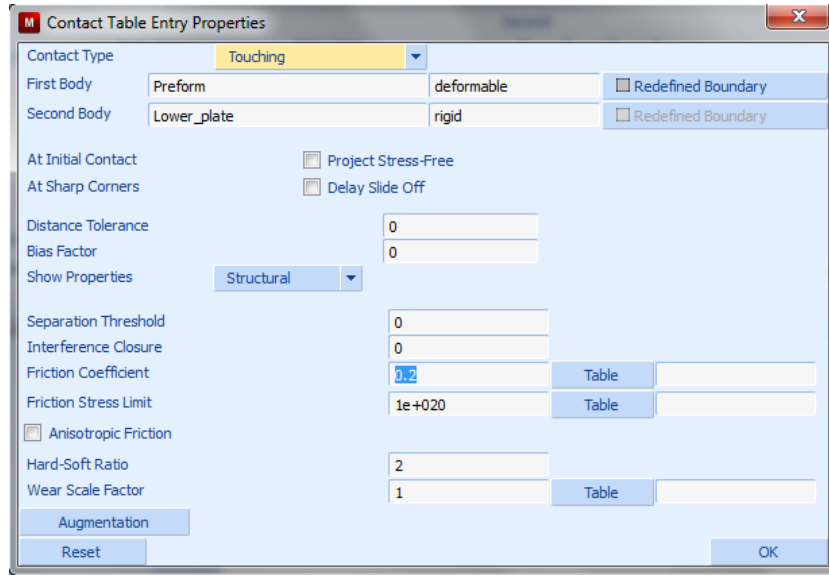 M Contact Table Entry Properties X
Contact Type Touching
First Body Preform deformable Redefined Boundary
Second Body Lower_plate rigid Redefined Boundary
At Initial Contact Project Stress-Free
At Sharp Corners Delay Slide Off
Distance Tolerance 0
Bias Factor 0
Show Properties Structural
Separation Threshold 0
Interference Closure 0
Friction Coefficient 0.2 Table
Friction Stress Limit 1e+020 Table
Anisotropic Friction
Hard-Soft Ratio 2
Wear Scale Factor 1 Table
Augmentation
Reset OK